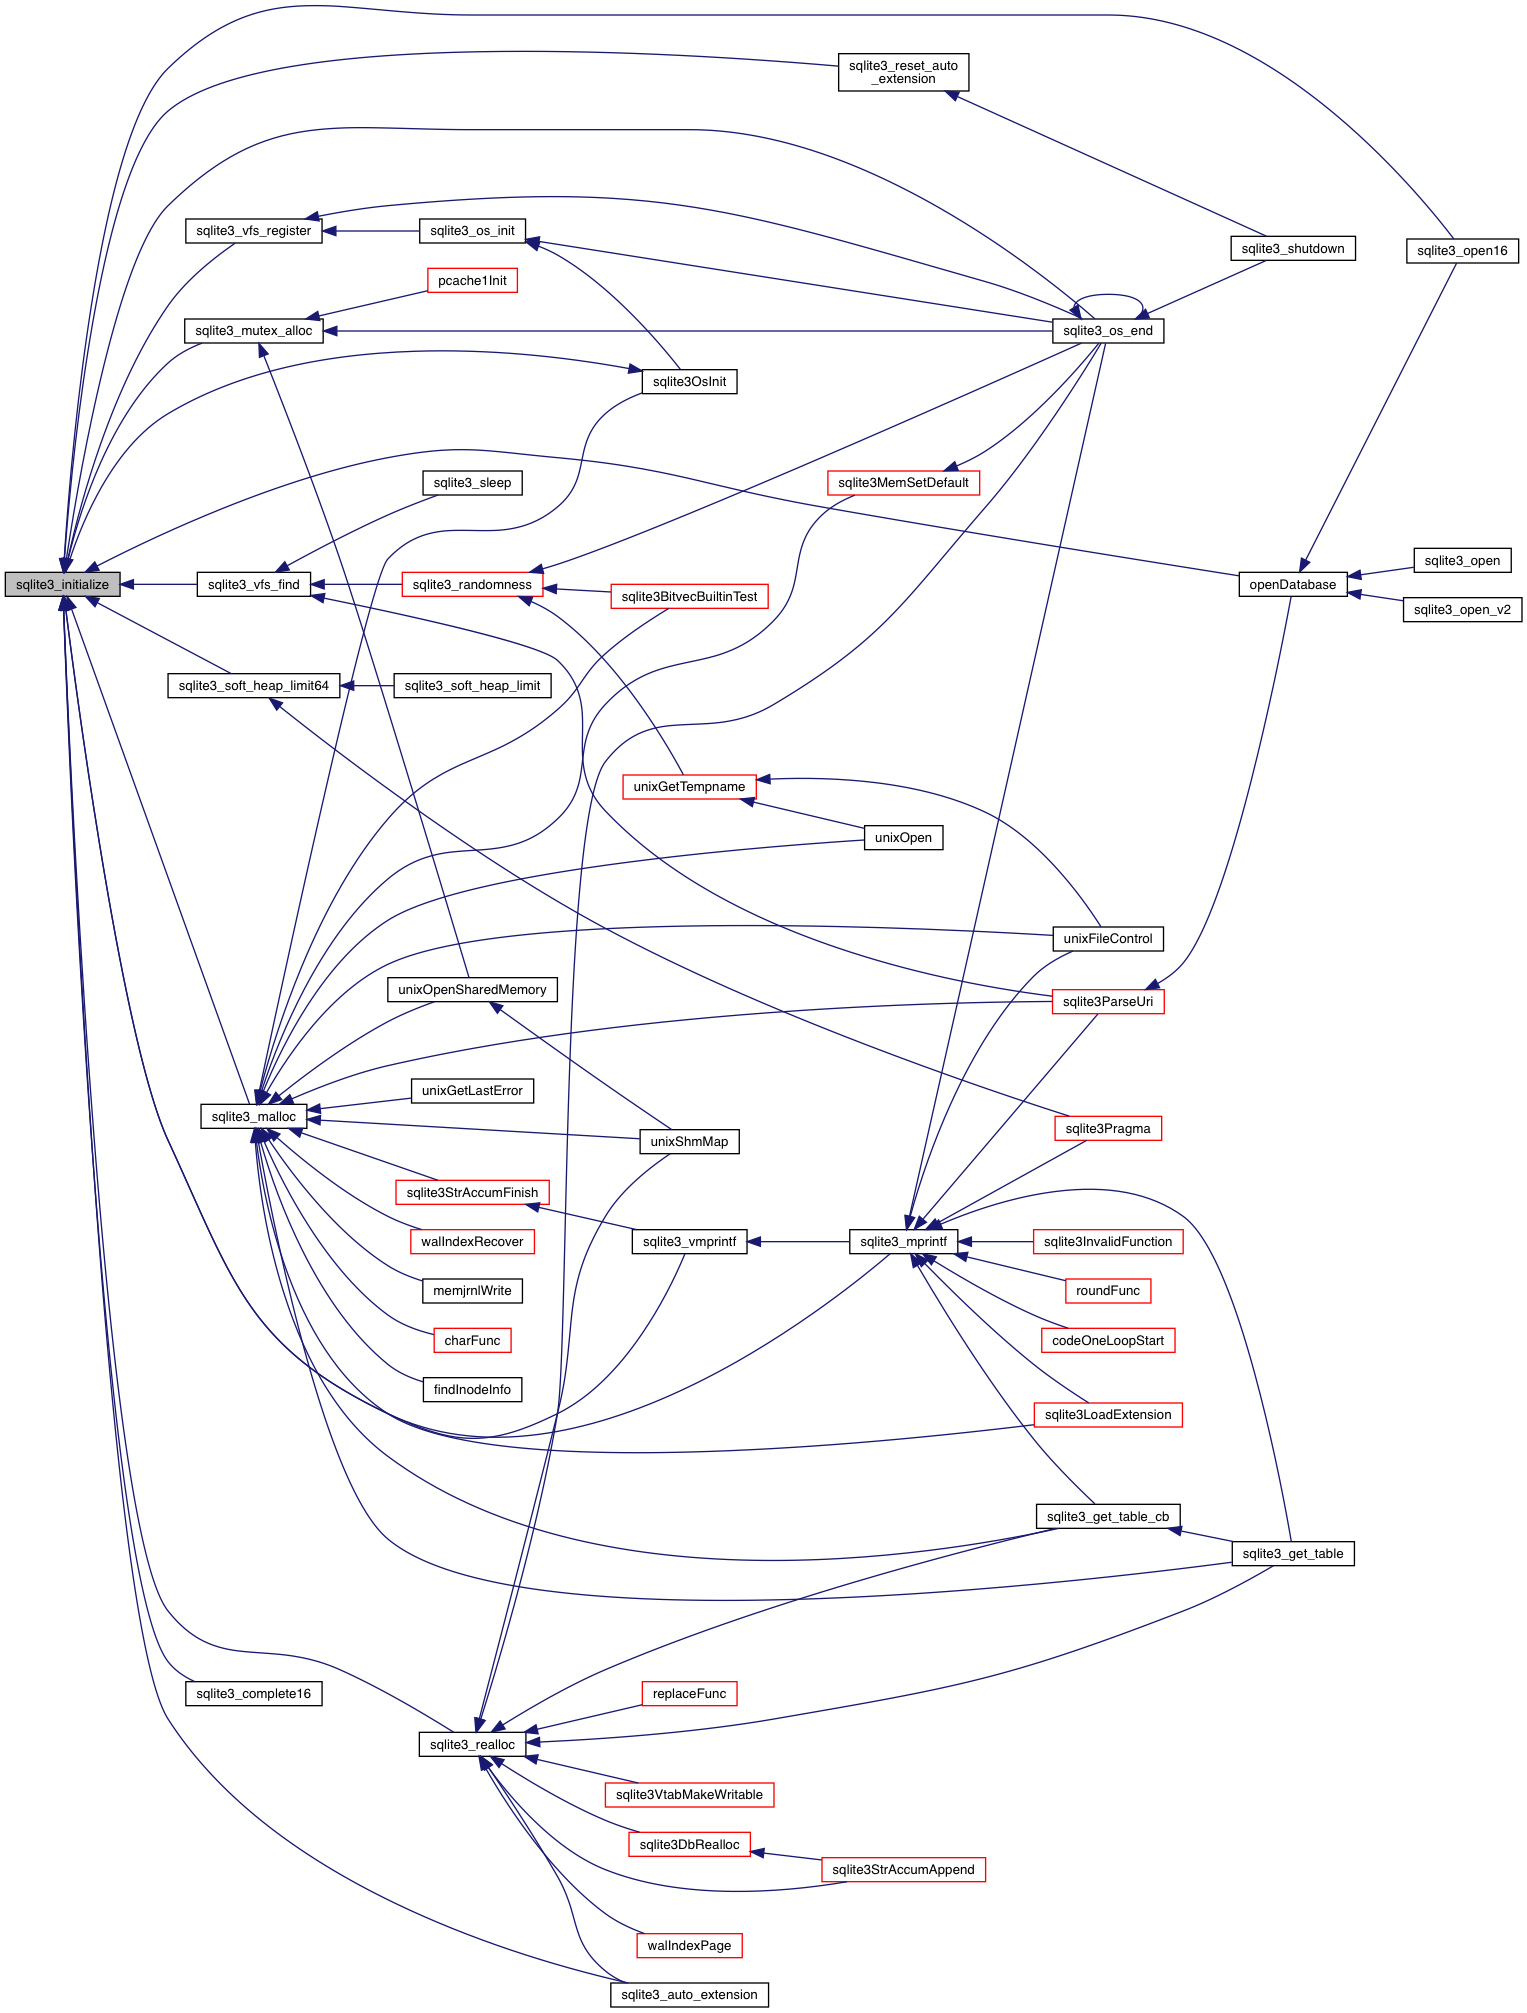 sqlite3_reset_auto
_extension
sqlite3_vfs_register
sqlite3_os_init
sqlite3_shutdown
sqlite3_open16
pcache1Init
sqlite3_mutex_alloc
sqlite3_os_end
sqlite3OsInit
sqlite3_sleep
sqlite3MemSetDefault
sqlite3_open
sqlite3_initialize
sqlite3_vfs_find
sqlite3_randomness
openDatabase
sqlite3BitvecBuiltinTest
sqlite3_open_v2
sqlite3_soft_heap_limit64
sqlite3_soft_heap_limit
unixGetTempname
unixOpen
unixFileControl
unixOpenSharedMemory
sqlite3ParseUri
unixGetLastError
sqlite3_malloc
sqlite3Pragma
unixShmMap
sqlite3StrAccumFinish
walIndexRecover
sqlite3_vmprintf
sqlite3_mprintf
sqlite3InvalidFunction
memjrnlWrite
roundFunc
charFunc
codeOneLoopStart
findInodeInfo
sqlite3LoadExtension
sqlite3_get_table_cb
sqlite3_get_table
sqlite3_complete16
replaceFunc
sqlite3_realloc
sqlite3VtabMakeWritable
sqlite3DbRealloc
sqlite3StrAccumAppend
walIndexPage
sqlite3_auto_extension